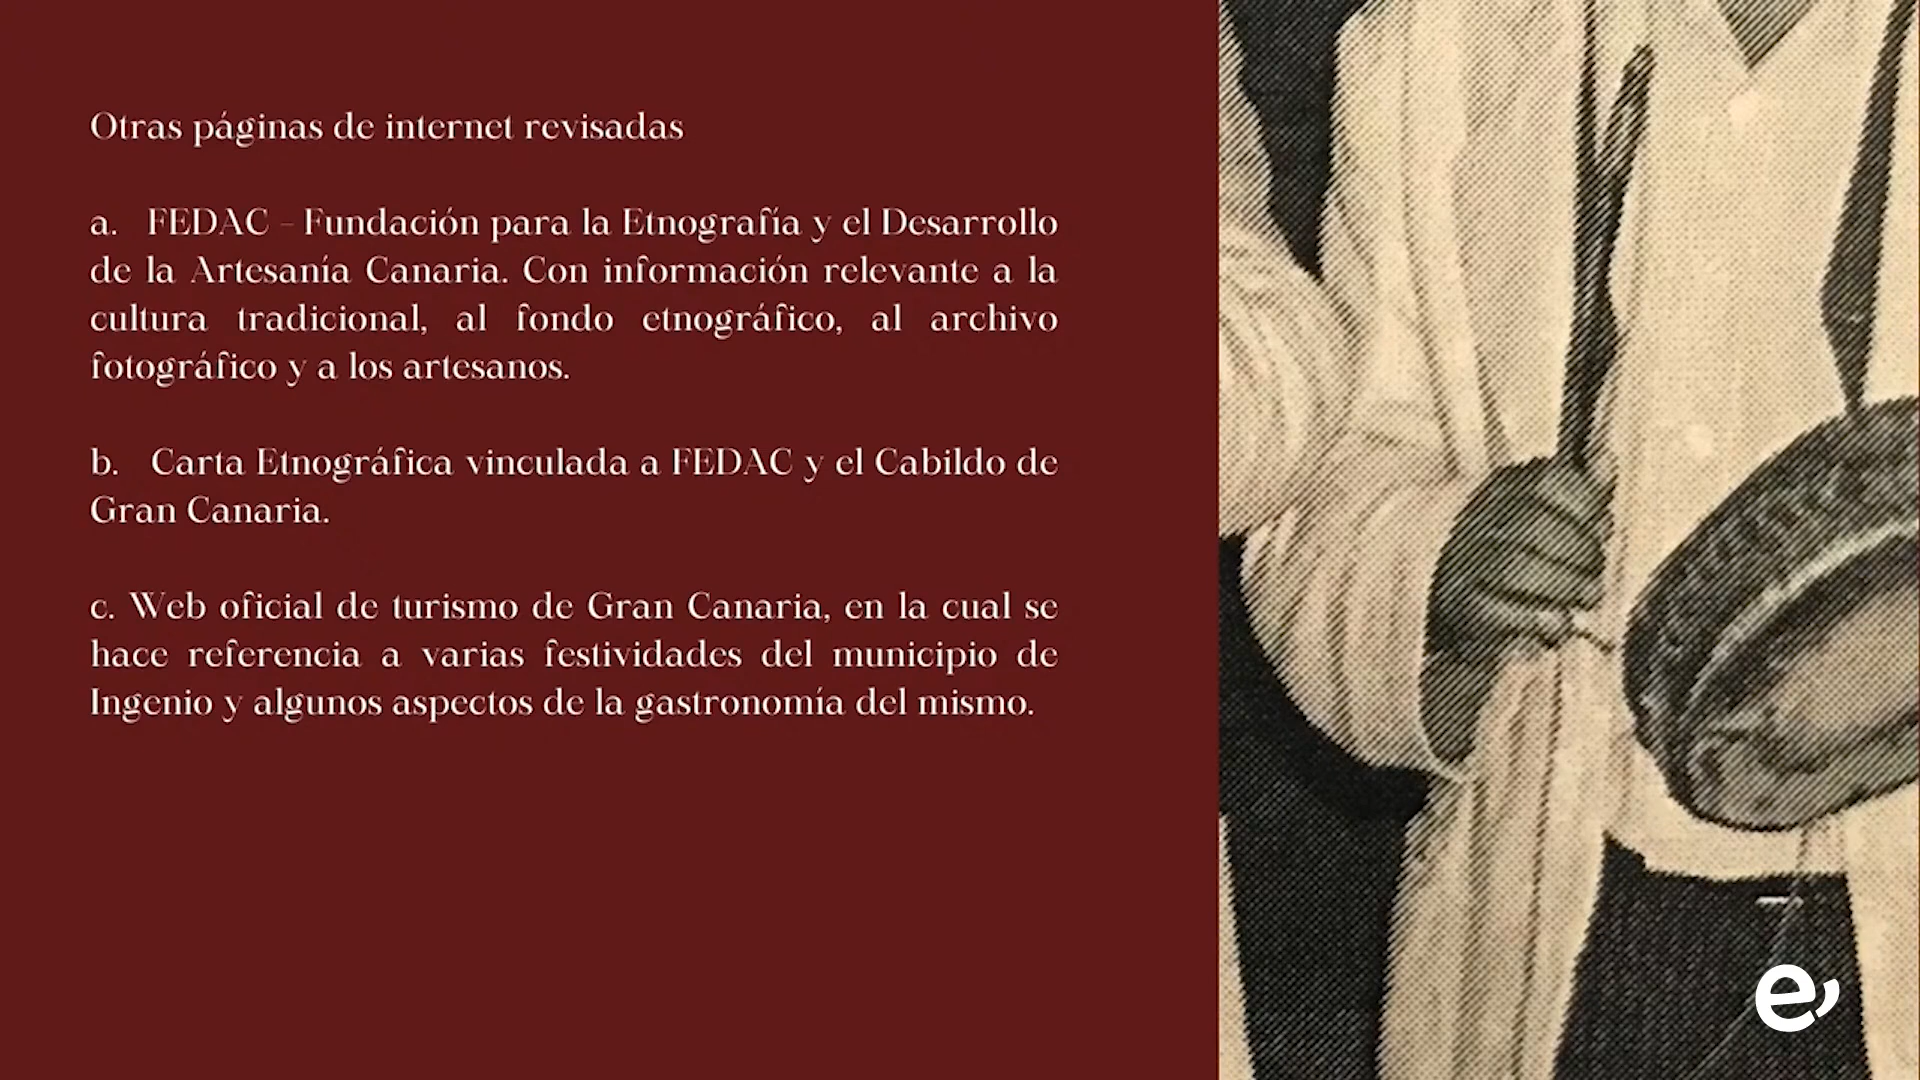 Otras páginas de internet revisadas
a. FEDAC - Fundación para la Etnografía y el Desarrollo
de la Artesanía Canaria. Con información relevante a la
cultura tradicional, al fondo etnográfico, al archivo
fotográfico y a los artesanos.
b. Carta Etnográfica vinculada a FEDAC y el Cabildo de
Gran Canaria.
c. Web oficial de turismo de Gran Canaria, en la cual se
hace referencia a varias festividades del municipio de
Ingenio y algunos aspectos de la gastronomía del mismo.
e